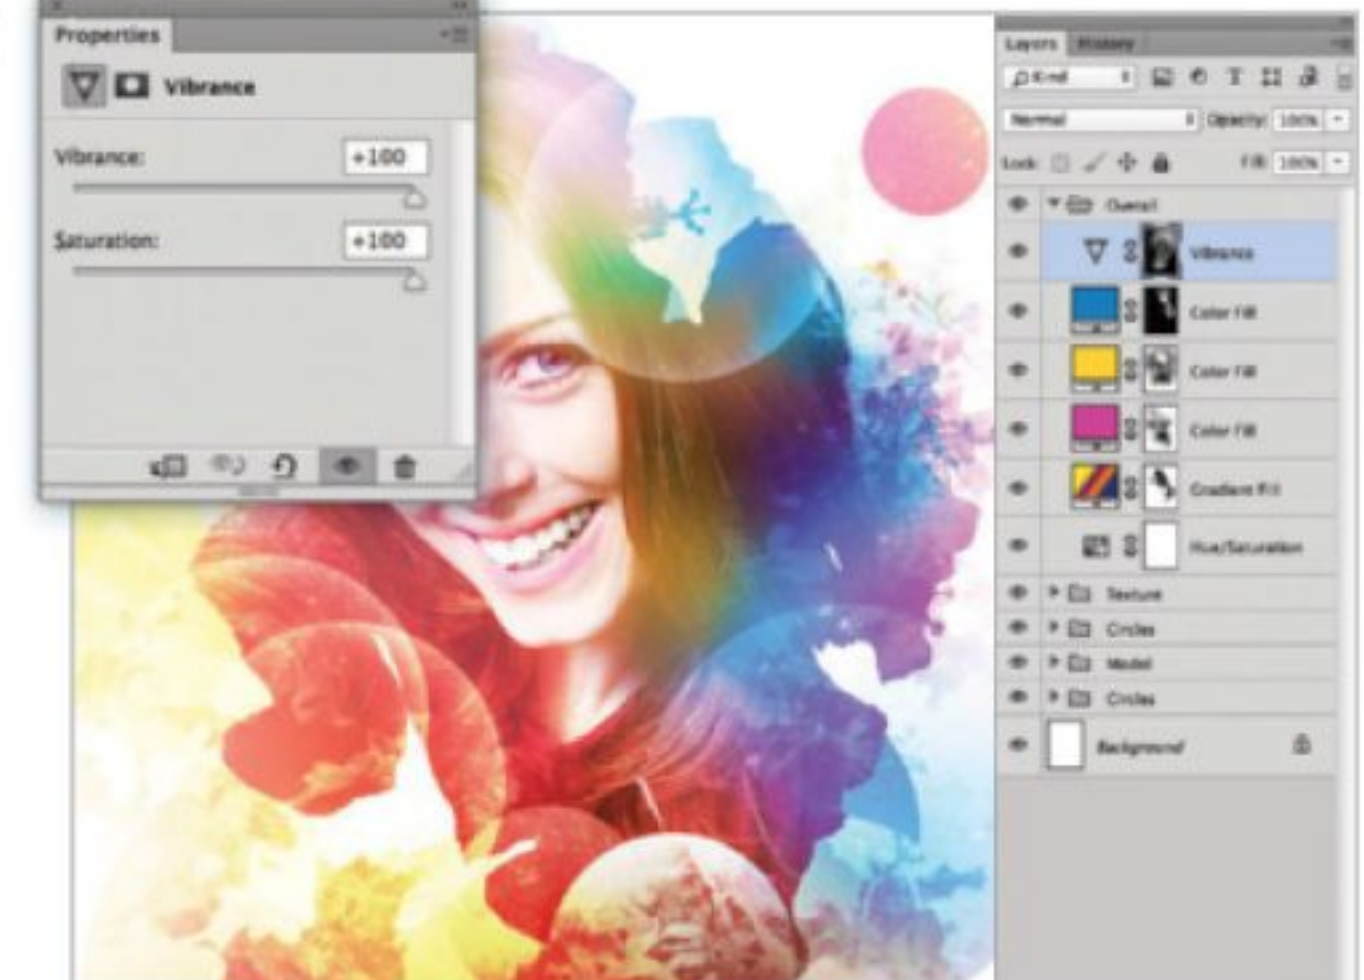 Properties
Vibrance
Vibrance: +100
Saturation: +100
Layers History
Kind
Normal Opacity: 100%
Lock: Fill: 100%
Overall
Vibrance
Color Fill
Color Fill
Color Fill
Gradient Fill
Hue/Saturation
Texture
Circles
Model
Circles
Background